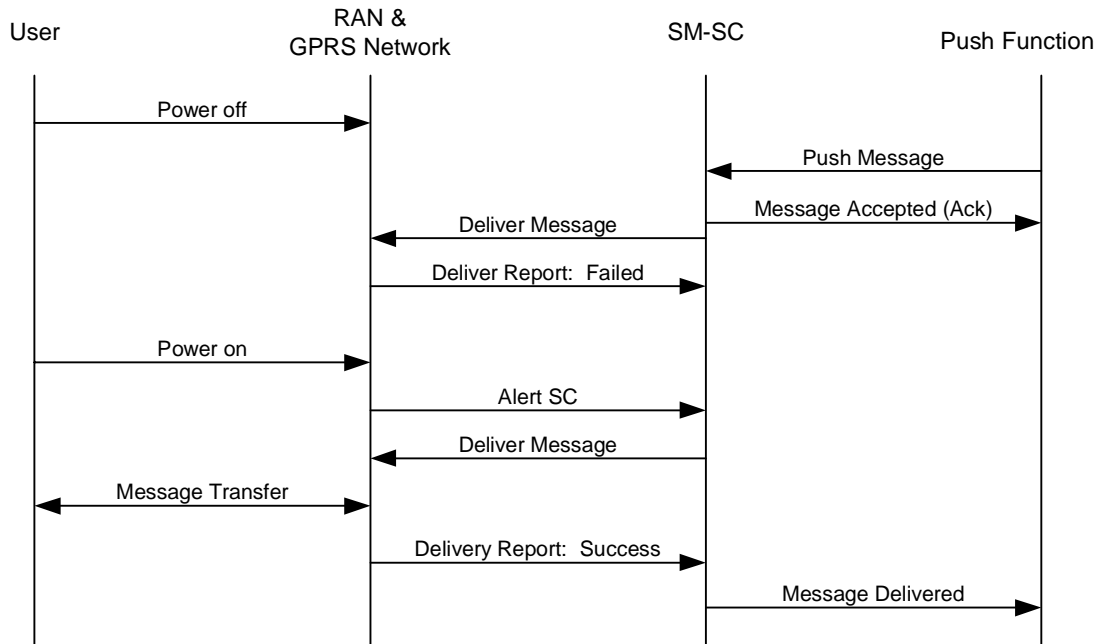 User
RAN &
GPRS Network
SM-SC
Push Function
Power off
Push Message
Message Accepted (Ack)
Deliver Message
Deliver Report:  Failed
Power on
Alert SC
Deliver Message
Message Transfer
Delivery Report:  Success
Message Delivered